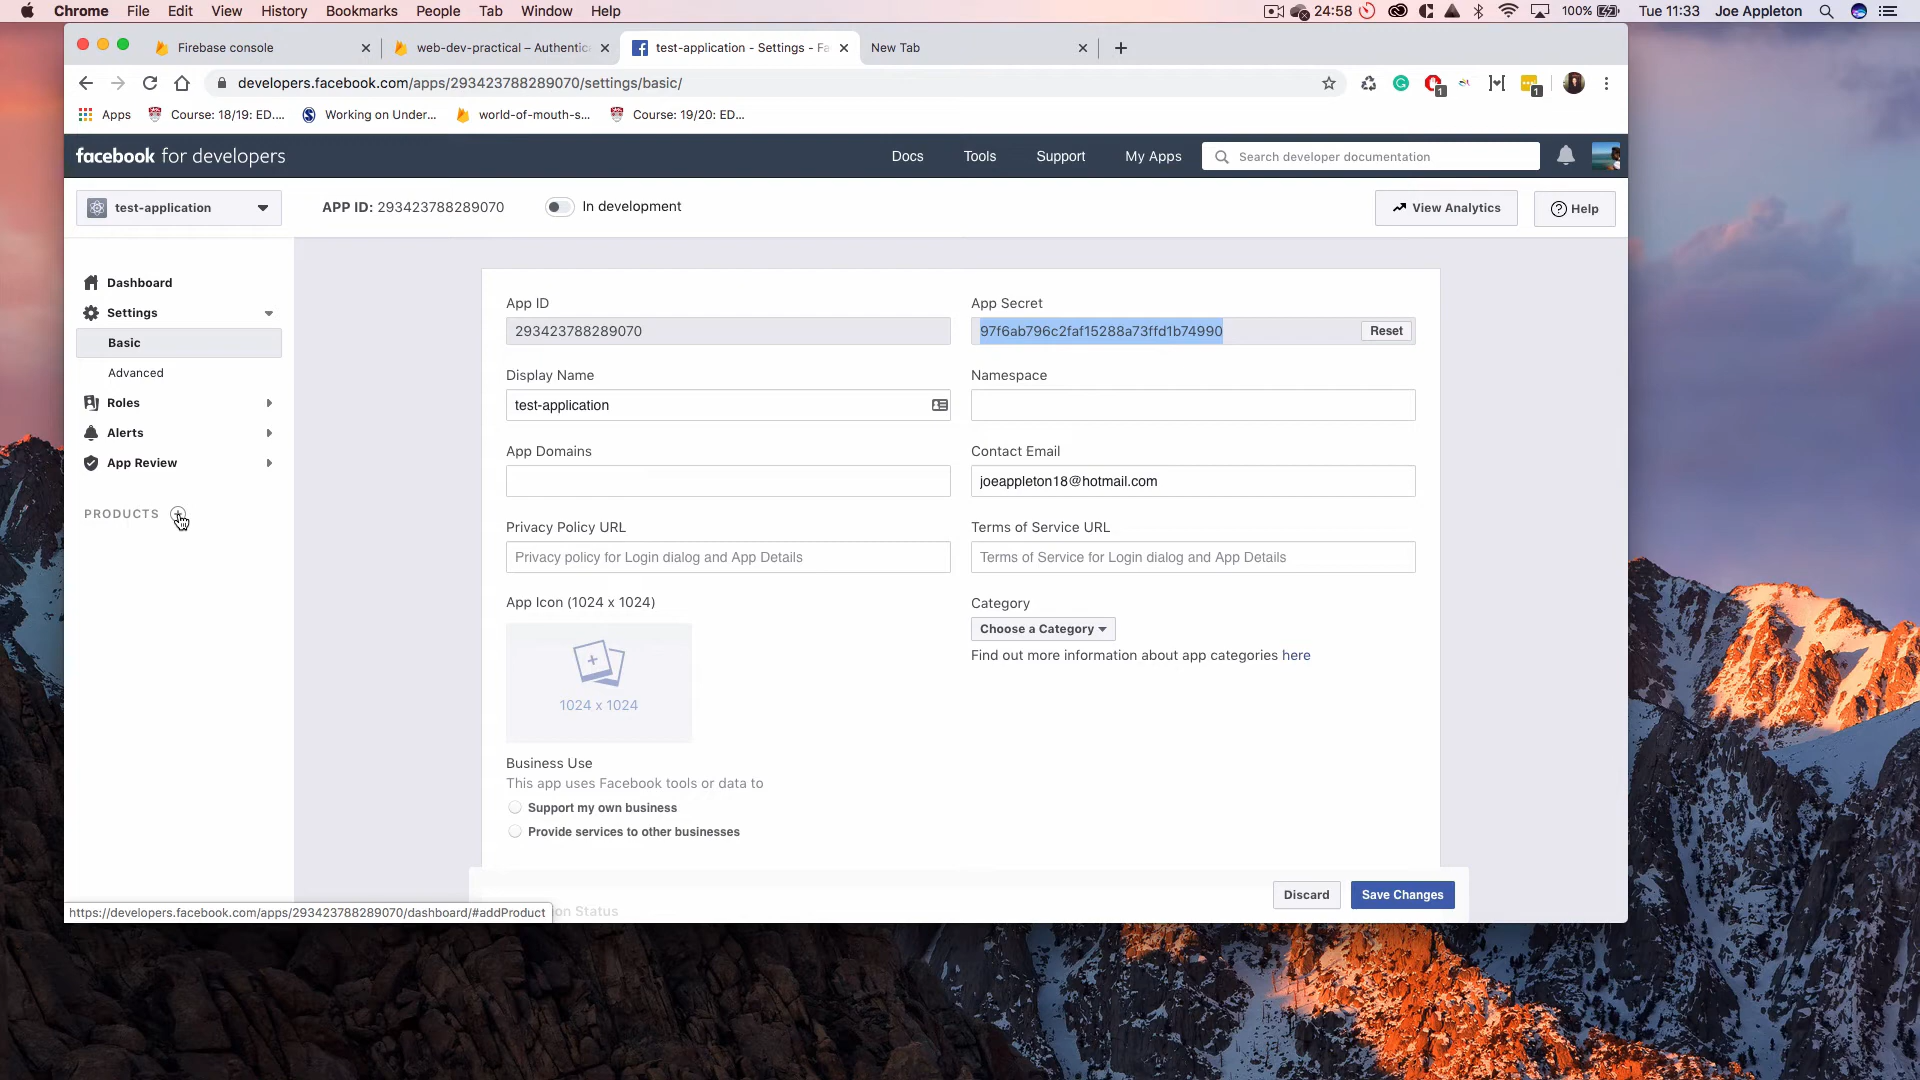 Chrome File Edit View History Bookmarks People Tab Window Help 24:58 100% Tue 11:33 Joe Appleton
Firebase console web-dev-practical – Authentica test-application - Settings - Fa New Tab
developers.facebook.com/apps/293423788289070/settings/basic/
Apps Course: 18/19: ED.... Working on Under... world-of-mouth-s... Course: 19/20: ED...
facebook for developers Docs Tools Support My Apps Search developer documentation
test-application APP ID: 293423788289070 In development View Analytics Help
Dashboard
Settings
Basic
Advanced
Roles
Alerts
App Review
PRODUCTS
App ID App Secret
293423788289070 97f6ab796c2faf15288a73ffd1b74990 Reset
Display Name Namespace
test-application
App Domains Contact Email
joeappleton18@hotmail.com
Privacy Policy URL Terms of Service URL
Privacy policy for Login dialog and App Details Terms of Service for Login dialog and App Details
App Icon (1024 x 1024) Category
Choose a Category
Find out more information about app categories here
1024 x 1024
Business Use
This app uses Facebook tools or data to
Support my own business
Provide services to other businesses
Discard Save Changes
https://developers.facebook.com/apps/293423788289070/dashboard/#addProduct on Status